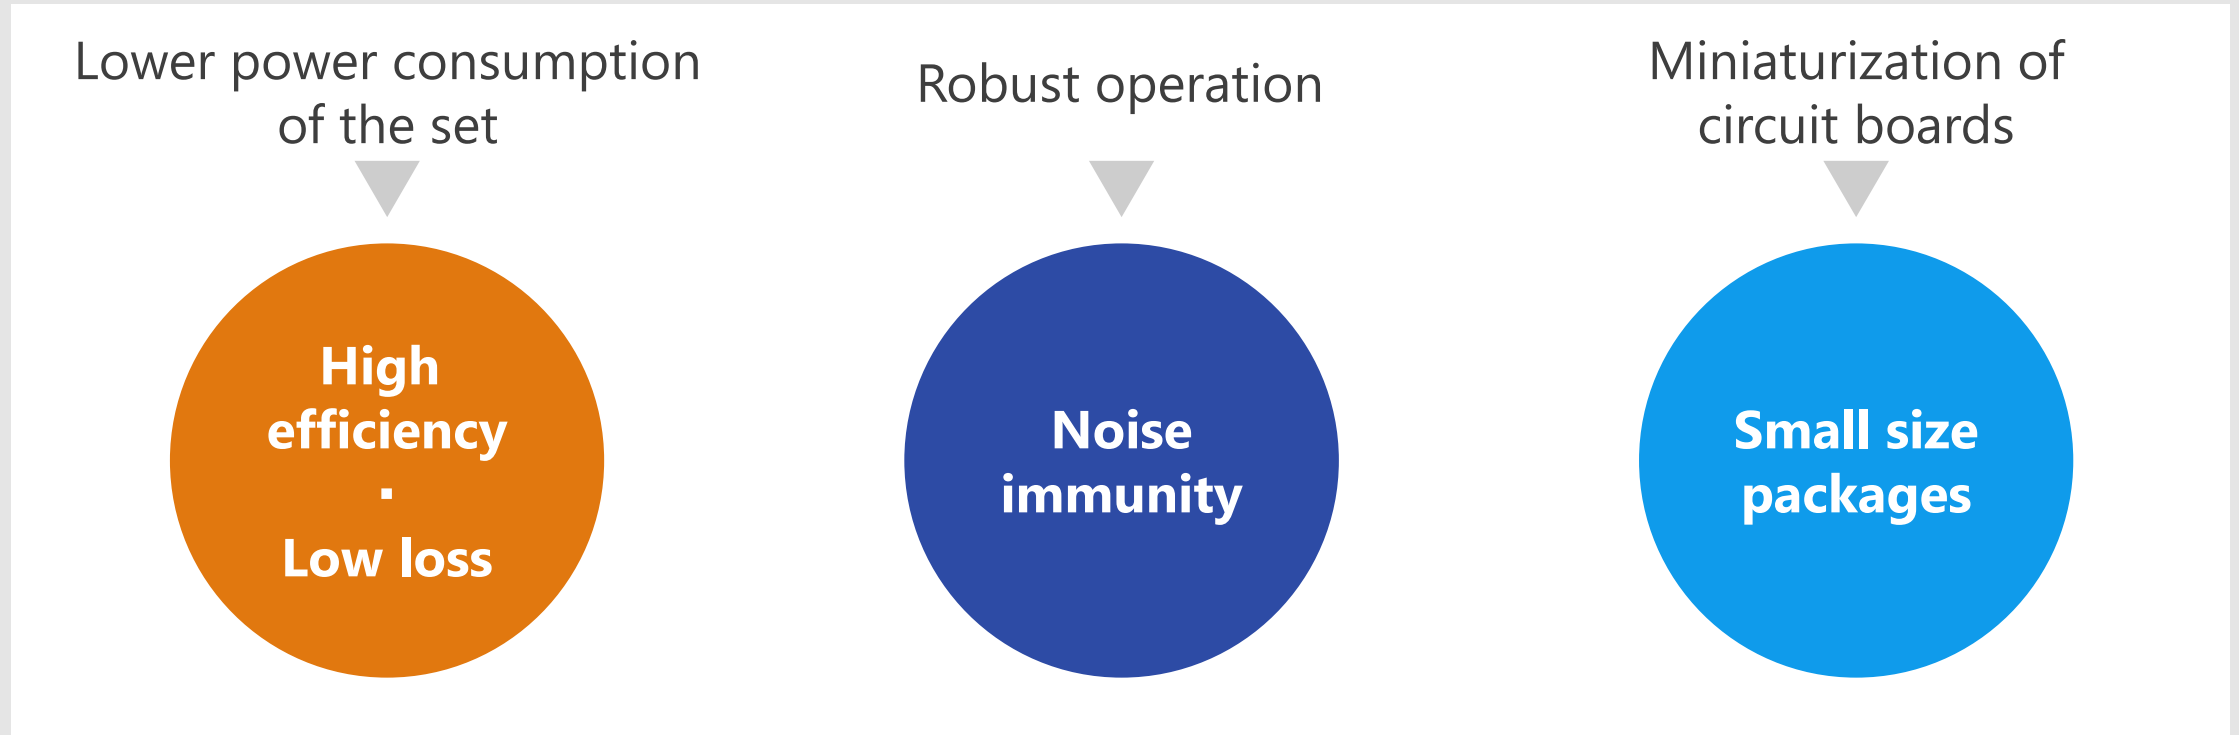 Lower power consumption
of the set
Robust operation
Miniaturization of
circuit boards
High
efficiency
·
Low loss
Noise
immunity
Small size
packages